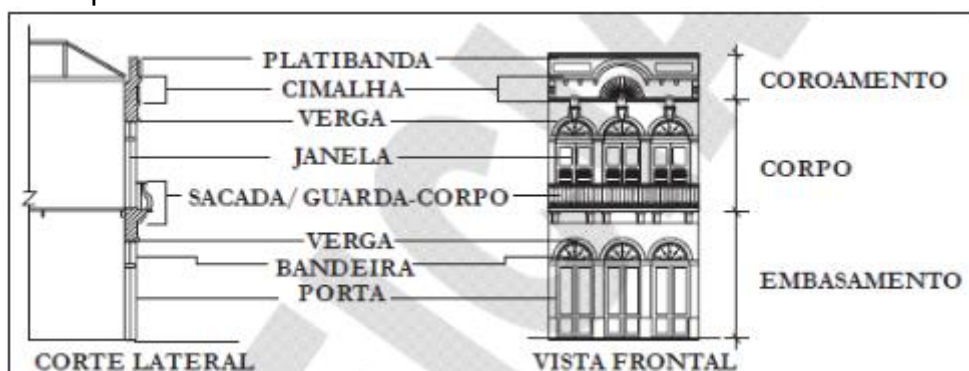 PLATIBANDA
CIMALHA
VERGA
JANELA
SACADA/ GUARDA-CORPO
VERGA
BANDEIRA
PORTA
COROAMENTO
CORPO
EMBASAMENTO
CORTE LATERAL
VISTA FRONTAL